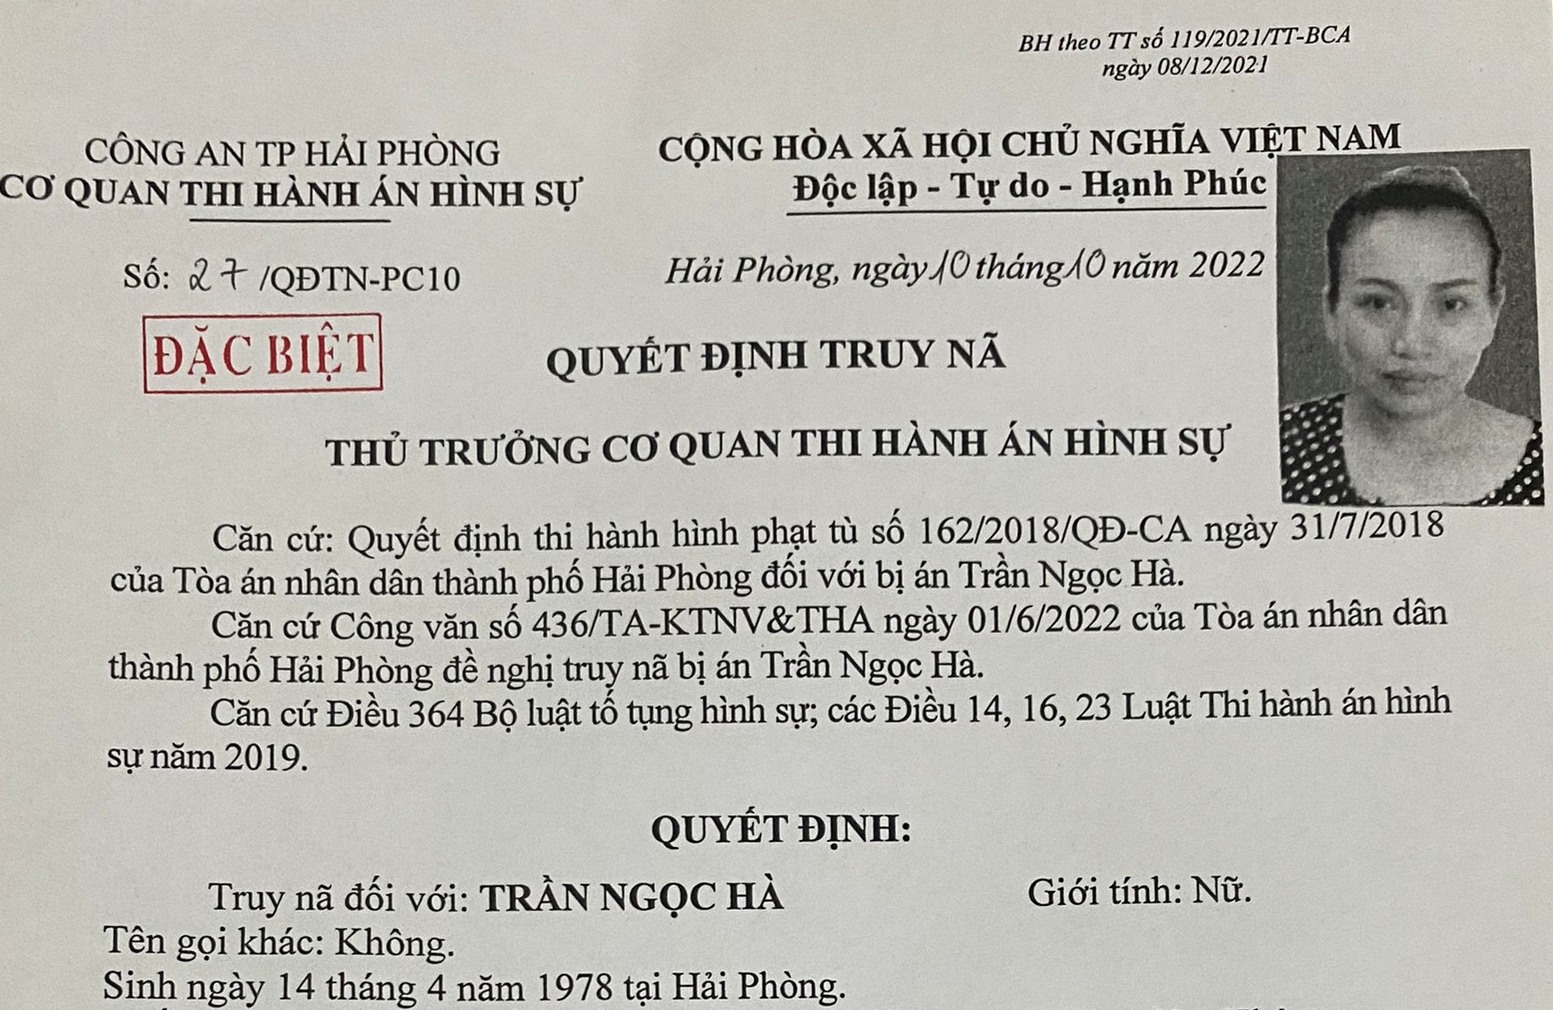 BH theo TT số 119/2021/TT-BCA
ngày 08/12/2021
CÔNG AN TP HẢI PHÒNG
CƠ QUAN THI HÀNH ÁN HÌNH SỰ
CỘNG HÒA XÃ HỘI CHỦ NGHĨA VIỆT NAM
Độc lập - Tự do - Hạnh Phúc
Số: 27/QĐTN-PC10
Hải Phòng, ngày 10 tháng 10 năm 2022
ĐẶC BIỆT
QUYẾT ĐỊNH TRUY NÃ
THỦ TRƯỞNG CƠ QUAN THI HÀNH ÁN HÌNH SỰ
Căn cứ: Quyết định thi hành hình phạt tù số 162/2018/QĐ-CA ngày 31/7/2018
của Tòa án nhân dân thành phố Hải Phòng đối với bị án Trần Ngọc Hà.
Căn cứ Công văn số 436/TA-KTNV&THA ngày 01/6/2022 của Tòa án nhân dân
thành phố Hải Phòng đề nghị truy nã bị án Trần Ngọc Hà.
Căn cứ Điều 364 Bộ luật tố tụng hình sự; các Điều 14, 16, 23 Luật Thi hành án hình
sự năm 2019.
QUYẾT ĐỊNH:
Truy nã đối với: TRẦN NGỌC HÀ
Giới tính: Nữ.
Tên gọi khác: Không.
Sinh ngày 14 tháng 4 năm 1978 tại Hải Phòng.